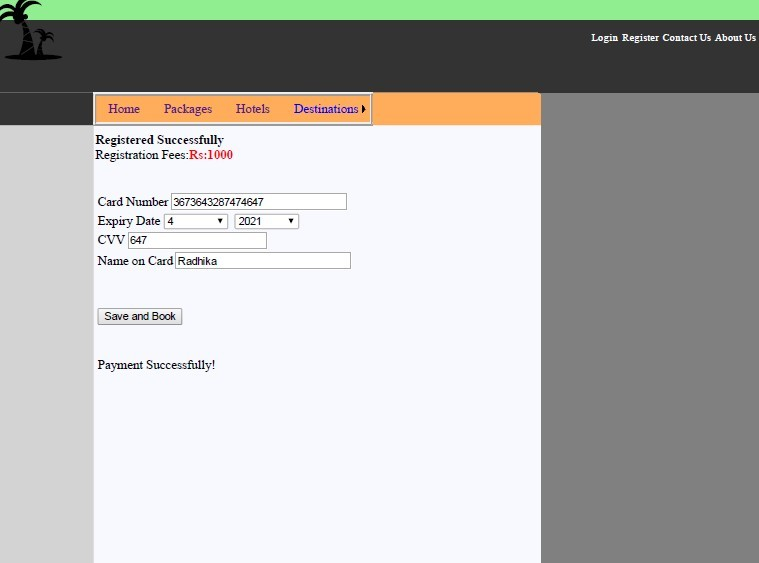 Login Register Contact Us About Us
Home Packages Hotels Destinations
Registered Successfully
Registration Fees:Rs:1000
Card Number 3673643287474647
Expiry Date 4 2021
CVV 647
Name on Card Radhika
Save and Book
Payment Successfully!